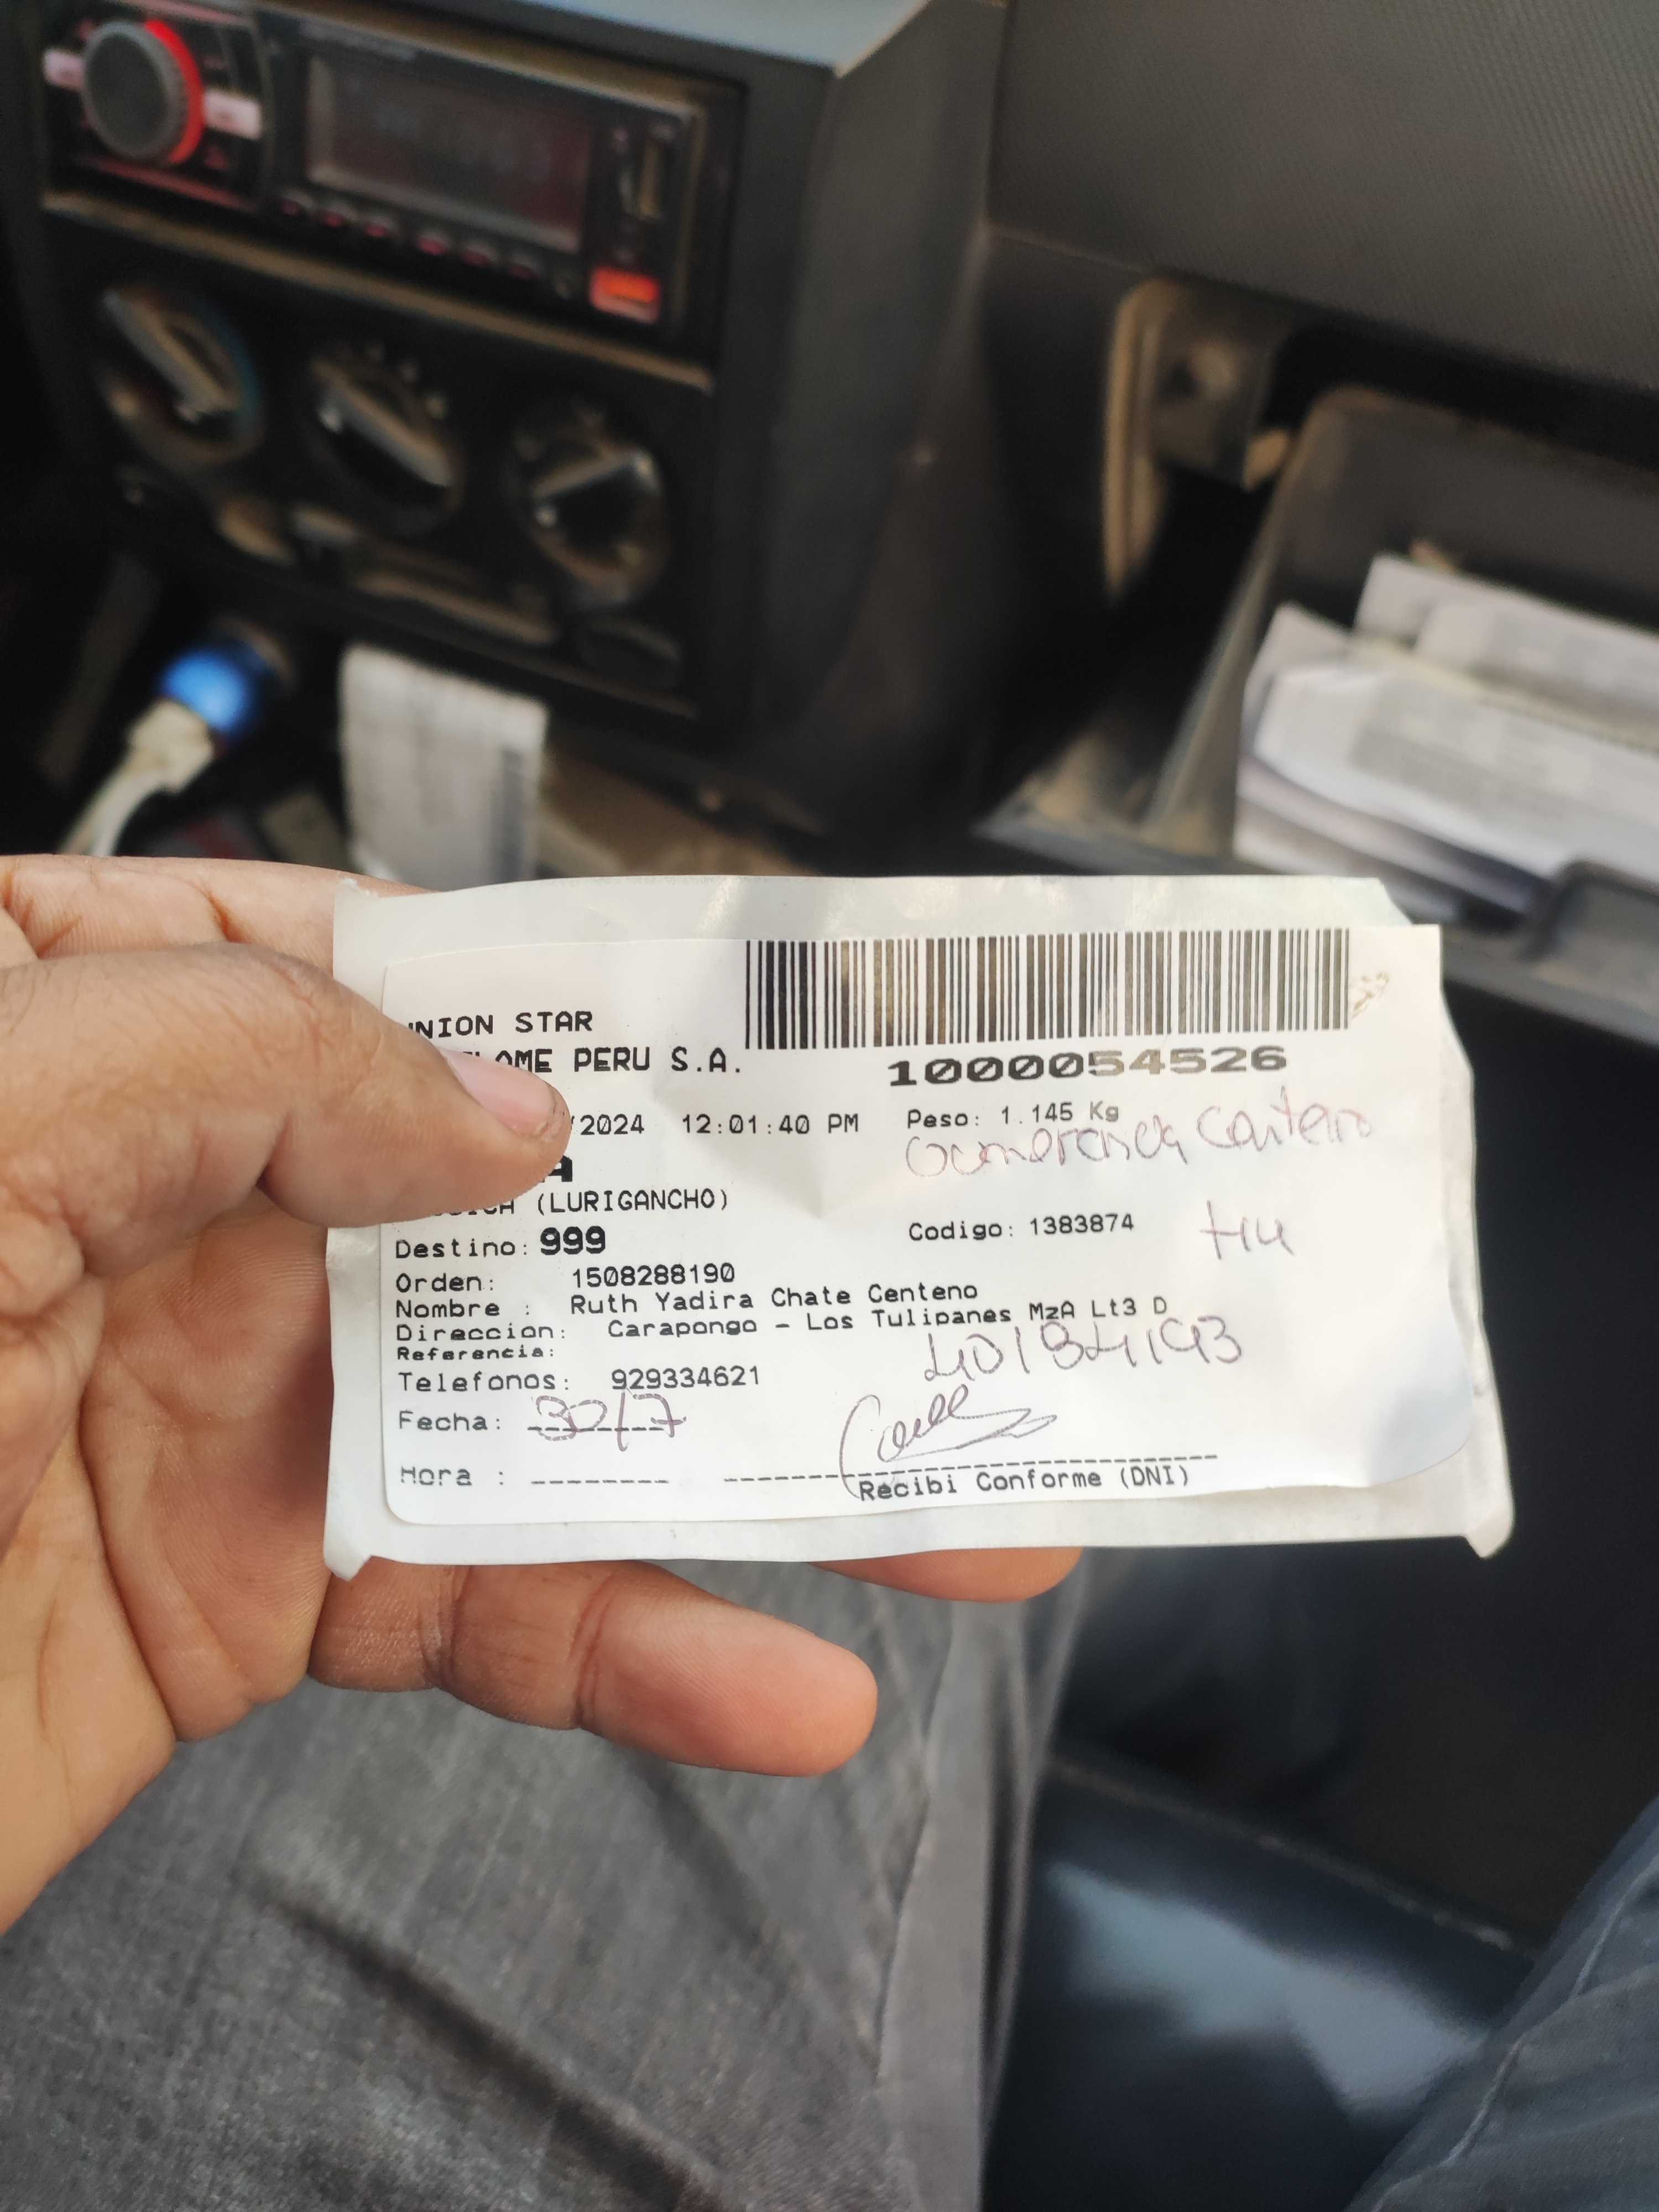 UNION STAR
OME PERU S.A.
1000054526
/2024 12:01:40 PM
Peso: 1.145 Kg
(LURIGANCHO)
Codigo: 1383874
Destino: 999
Orden: 1508288190
Nombre : Ruth Yadira Chate Centeno
Direccion: Carapongo - Los Tulipanes MzA Lt3 D
Referencia:
40184193
Telefonos: 929334621
Fecha: 30/7
Hora :
Recibi Conforme (DNI)